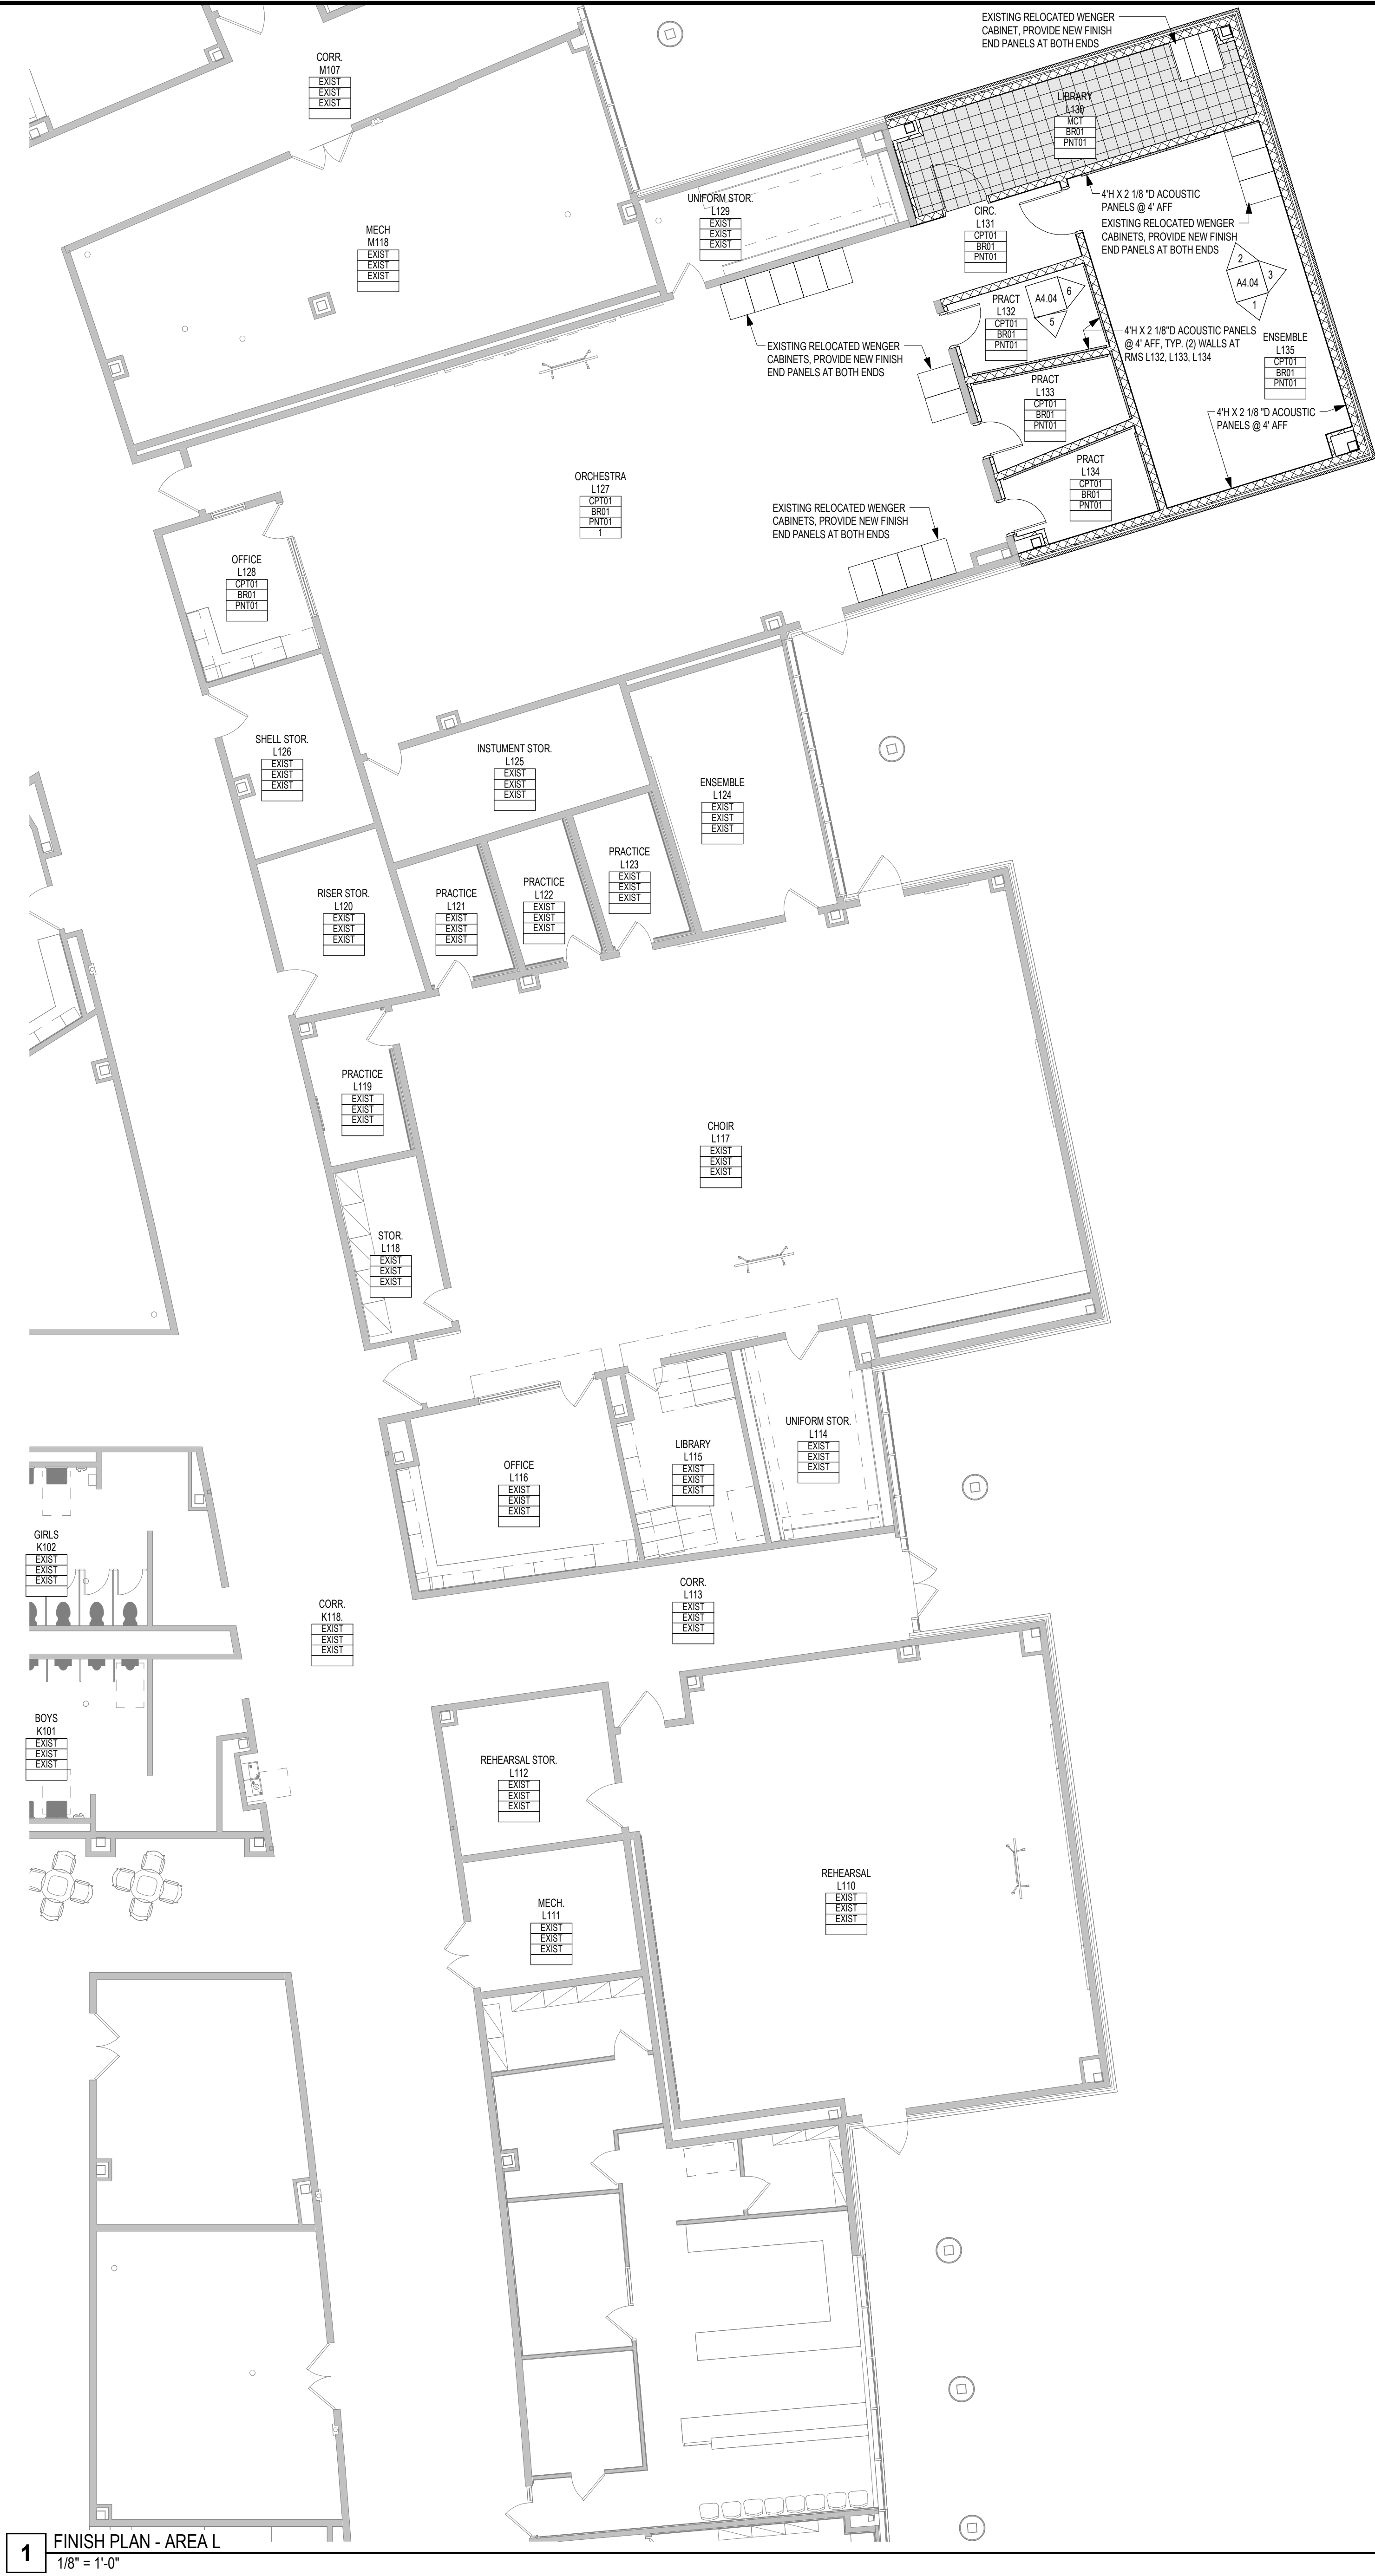 EXISTING RELOCATED WENGER
CABINET, PROVIDE NEW FINISH
END PANELS AT BOTH ENDS
CORR.
M107
EXIST
EXIST
EXIST
LIBRARY
L130
MCT
BR01
PNT01
4'H X 2 1/8 "D ACOUSTIC
PANELS @ 4' AFF
EXISTING RELOCATED WENGER
CABINETS, PROVIDE NEW FINISH
END PANELS AT BOTH ENDS
UNIFORM STOR.
L129
EXIST
EXIST
EXIST
CIRC.
L131
CPT01
BR01
PNT01
MECH
M118
EXIST
EXIST
EXIST
2
A4.04
3
1
PRACT
L132
CPT01
BR01
PNT01
A4.04
6
5
4'H X 2 1/8"D ACOUSTIC PANELS
@ 4' AFF, TYP. (2) WALLS AT
RMS L132, L133, L134
ENSEMBLE
L135
CPT01
BR01
PNT01
EXISTING RELOCATED WENGER
CABINETS, PROVIDE NEW FINISH
END PANELS AT BOTH ENDS
PRACT
L133
CPT01
BR01
PNT01
4'H X 2 1/8 "D ACOUSTIC
PANELS @ 4' AFF
PRACT
L134
CPT01
BR01
PNT01
ORCHESTRA
L127
CPT01
BR01
PNT01
1
EXISTING RELOCATED WENGER
CABINETS, PROVIDE NEW FINISH
END PANELS AT BOTH ENDS
OFFICE
L128
CPT01
BR01
PNT01
SHELL STOR.
L126
EXIST
EXIST
EXIST
INSTUMENT STOR.
L125
EXIST
EXIST
EXIST
ENSEMBLE
L124
EXIST
EXIST
EXIST
PRACTICE
L123
EXIST
EXIST
EXIST
PRACTICE
L122
EXIST
EXIST
EXIST
PRACTICE
L121
EXIST
EXIST
EXIST
RISER STOR.
L120
EXIST
EXIST
EXIST
PRACTICE
L119
EXIST
EXIST
EXIST
CHOIR
L117
EXIST
EXIST
EXIST
STOR.
L118
EXIST
EXIST
EXIST
UNIFORM STOR.
L114
EXIST
EXIST
EXIST
LIBRARY
L115
EXIST
EXIST
EXIST
OFFICE
L116
EXIST
EXIST
EXIST
GIRLS
K102
EXIST
EXIST
EXIST
CORR.
L113
EXIST
EXIST
EXIST
CORR.
K118.
EXIST
EXIST
EXIST
BOYS
K101
EXIST
EXIST
EXIST
REHEARSAL STOR.
L112
EXIST
EXIST
EXIST
REHEARSAL
L110
EXIST
EXIST
EXIST
MECH.
L111
EXIST
EXIST
EXIST
1
FINISH PLAN - AREA L
1/8" = 1'-0"